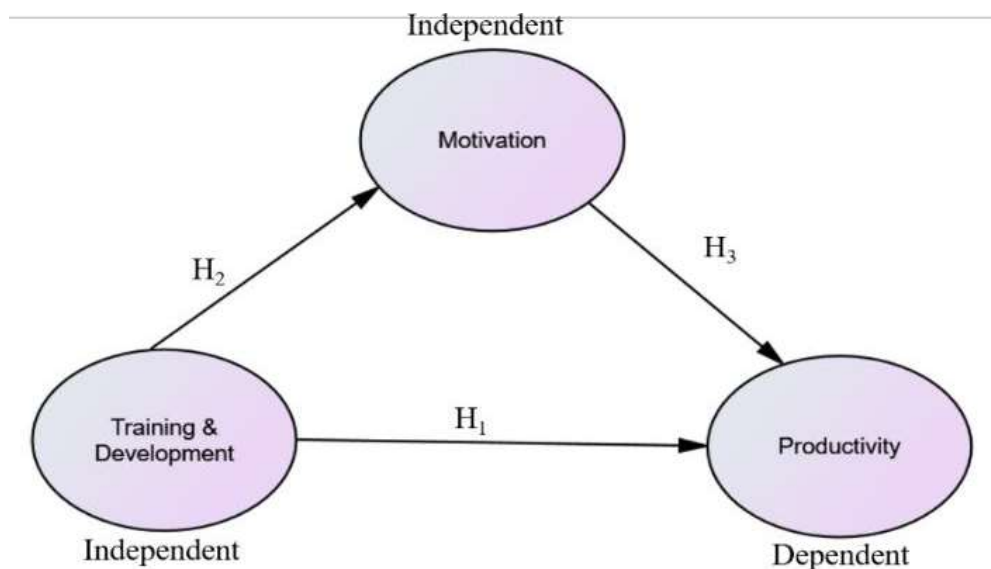 Independent
Motivation
H₂
H₃
Training &
Development
H₁
Productivity
Independent
Dependent